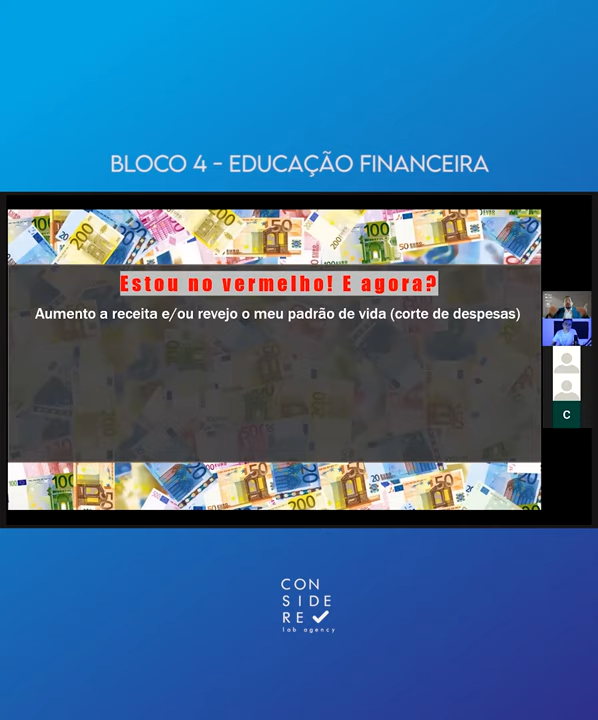 BLOCO 4 - EDUCAÇÃO FINANCEIRA
Estou no vermelho! E agora?
Aumento a receita e/ou revejo o meu padrão de vida (corte de despesas)
C
CON
SIDE
RE
lab agency